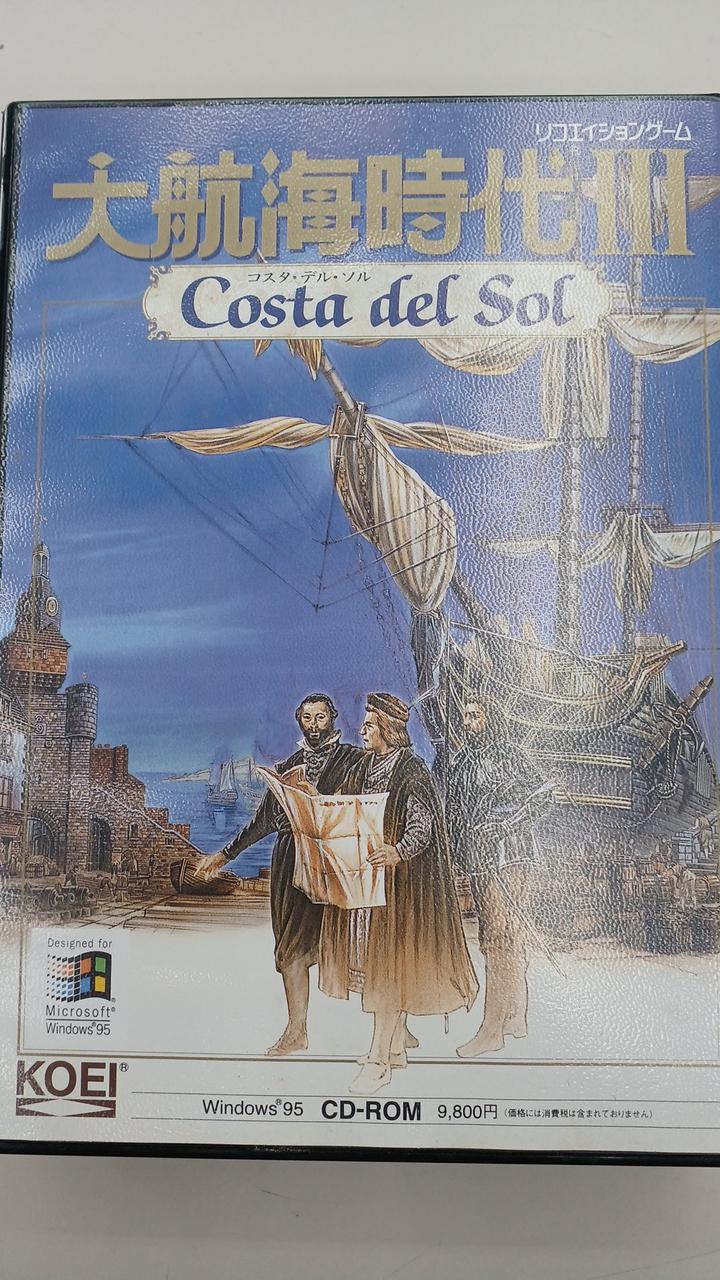 リコエイションゲーム
大航海時代III
コスタ・デル・ソル
Costa del Sol
Designed for
Microsoft®
Windows®95
KOEI®
Windows®95 CD-ROM 9,800円 (価格には消費税は含まれておりません)